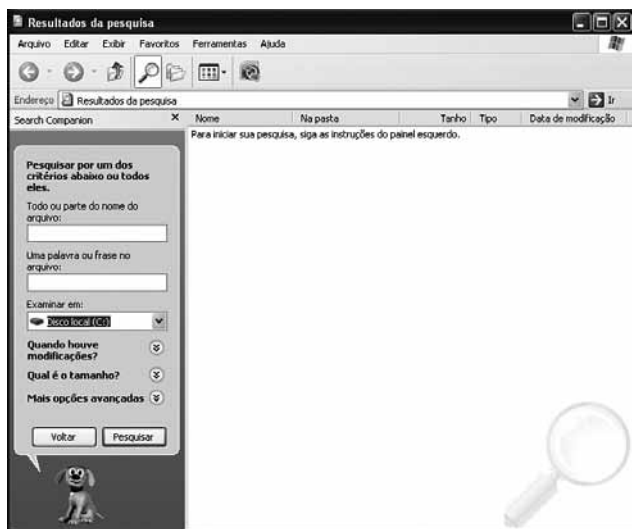 Resultados da pesquisa
Arquivo Editar Exibir Favoritos Ferramentas Ajuda
Endereço Resultados da pesquisa Ir
Search Companion Nome Na pasta Tanho Tipo Data de modificação
Para iniciar sua pesquisa, siga as instruções do painel esquerdo.
Pesquisar por um dos
critérios abaixo ou todos
eles.
Todo ou parte do nome do
arquivo:
Uma palavra ou frase no
arquivo:
Examinar em:
Disco local (C:)
Quando houve
modificações?
Qual é o tamanho?
Mais opções avançadas
Voltar Pesquisar